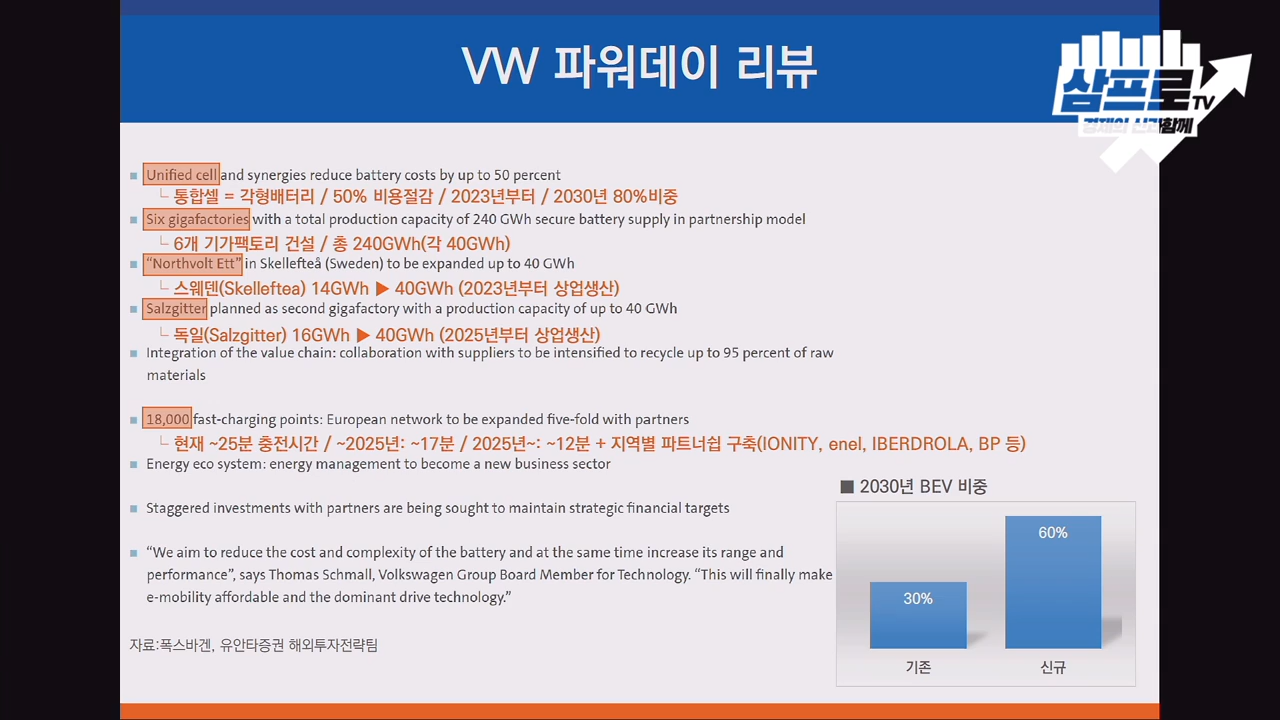 VW 파워데이 리뷰
삼프로TV
경제의 신과함께
■ Unified cell and synergies reduce battery costs by up to 50 percent
└ 통합셀 = 각형배터리 / 50% 비용절감 / 2023년부터 / 2030년 80%비중
■ Six gigafactories with a total production capacity of 240 GWh secure battery supply in partnership model
└ 6개 기가팩토리 건설 / 총 240GWh(각 40GWh)
■ “Northvolt Ett” in Skellefteå (Sweden) to be expanded up to 40 GWh
└ 스웨덴(Skelleftea) 14GWh ▶ 40GWh (2023년부터 상업생산)
■ Salzgitter planned as second gigafactory with a production capacity of up to 40 GWh
└ 독일(Salzgitter) 16GWh ▶ 40GWh (2025년부터 상업생산)
■ Integration of the value chain: collaboration with suppliers to be intensified to recycle up to 95 percent of raw
materials
■ 18,000 fast-charging points: European network to be expanded five-fold with partners
└ 현재 ~25분 충전시간 / ~2025년: ~17분 / 2025년~: ~12분 + 지역별 파트너쉽 구축(IONITY, enel, IBERDROLA, BP 등)
■ Energy eco system: energy management to become a new business sector
■ Staggered investments with partners are being sought to maintain strategic financial targets
■ “We aim to reduce the cost and complexity of the battery and at the same time increase its range and
performance”, says Thomas Schmall, Volkswagen Group Board Member for Technology. “This will finally make
e-mobility affordable and the dominant drive technology.”
자료:폭스바겐, 유안타증권 해외투자전략팀
■ 2030년 BEV 비중
60%
30%
기존 신규